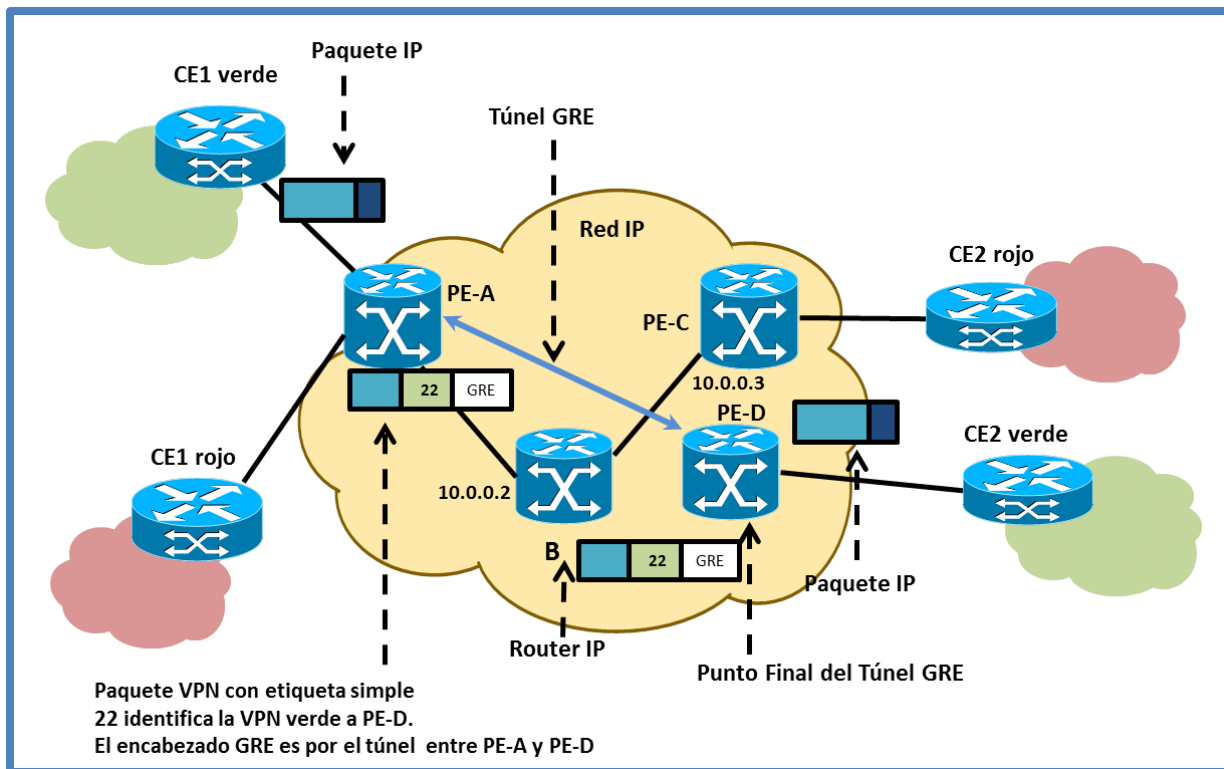 Paquete IP
CE1 verde
Túnel GRE
Red IP
CE2 rojo
PE-A
PE-C
10.0.0.3
22 GRE
PE-D
CE2 verde
CE1 rojo
10.0.0.2
B
22 GRE
Paquete IP
Router IP
Punto Final del Túnel GRE
Paquete VPN con etiqueta simple
22 identifica la VPN verde a PE-D.
El encabezado GRE es por el túnel entre PE-A y PE-D